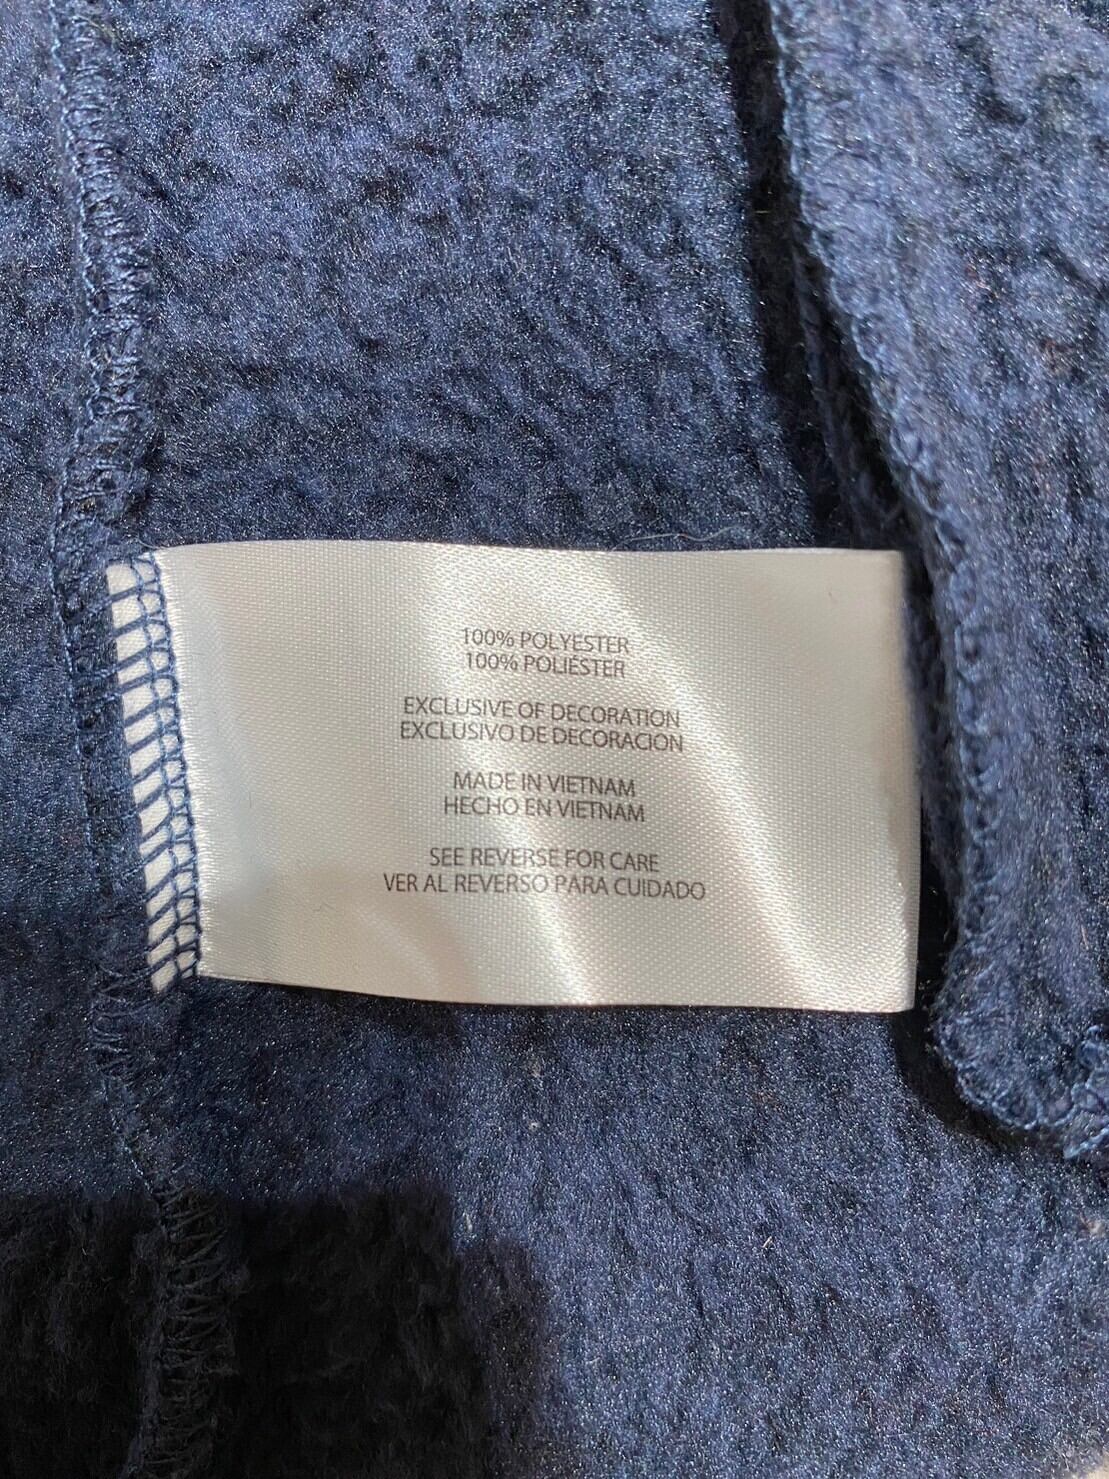 100% POLYESTER
100% POLIÉSTER
EXCLUSIVE OF DECORATION
EXCLUSIVO DE DECORACION
MADE IN VIETNAM
HECHO EN VIETNAM
SEE REVERSE FOR CARE
VER AL REVERSO PARA CUIDADO